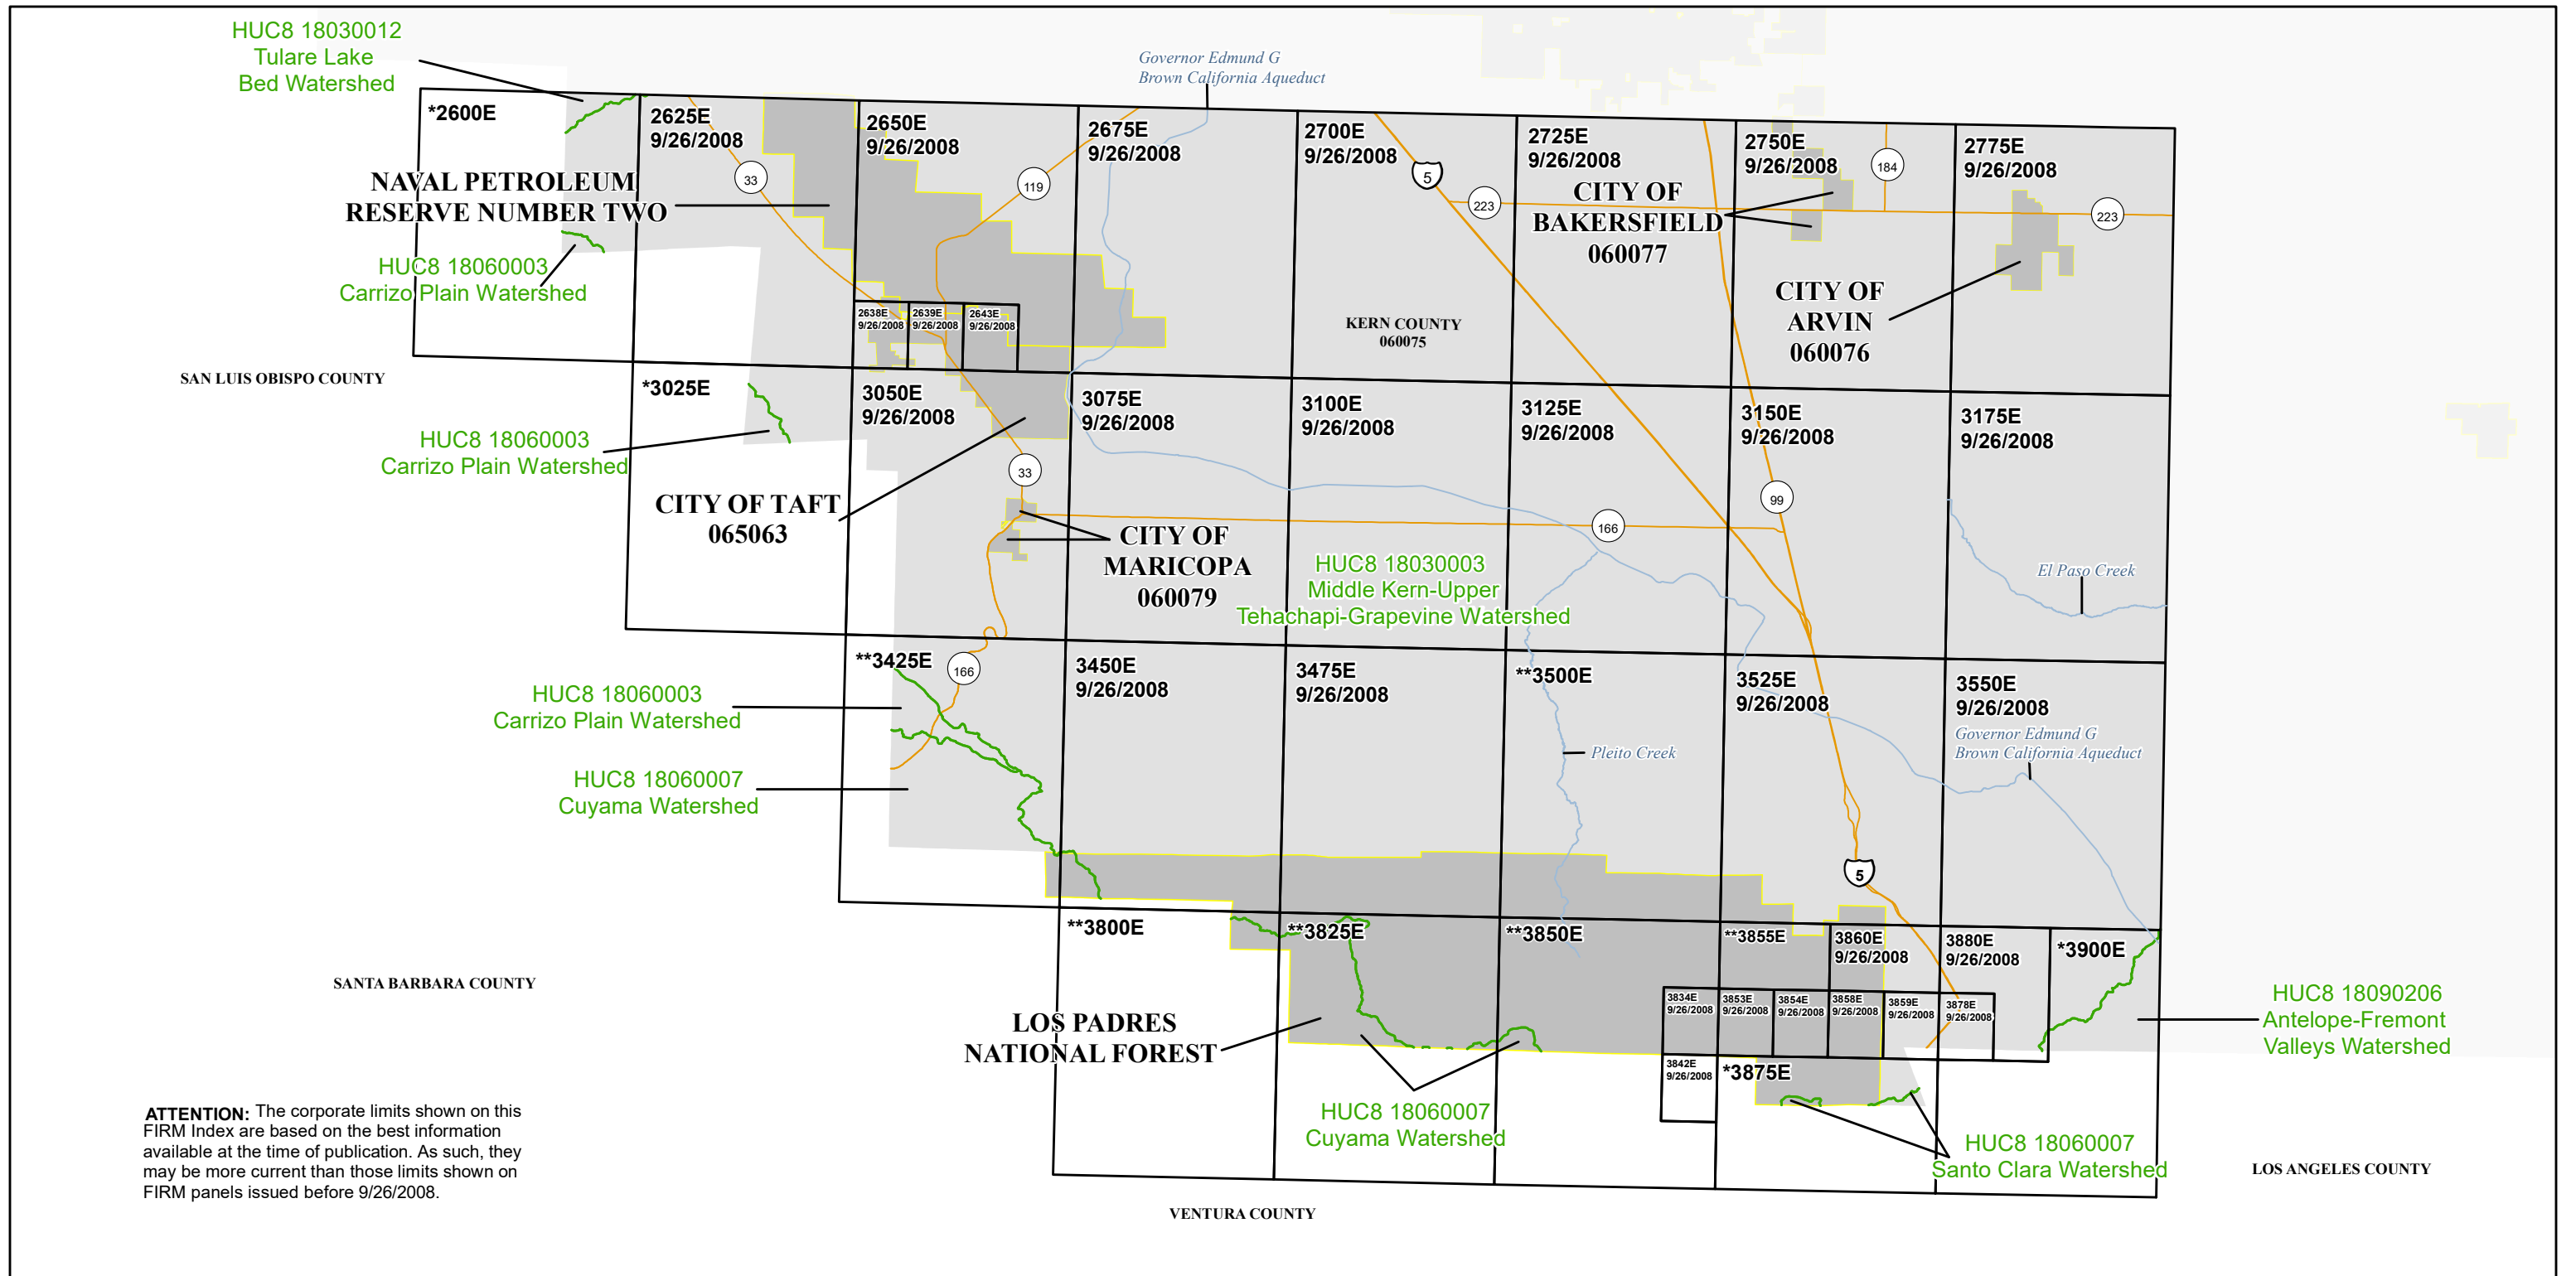 HUC8 18030012
Tulare Lake
Bed Watershed
Governor Edmund G
Brown California Aqueduct
*2600E
2625E
9/26/2008
2650E
9/26/2008
2675E
9/26/2008
2700E
9/26/2008
2725E
9/26/2008
2750E
9/26/2008
2775E
9/26/2008
33
119
5
223
184
223
NAVAL PETROLEUM
RESERVE NUMBER TWO
CITY OF
BAKERSFIELD
060077
HUC8 18060003
Carrizo Plain Watershed
CITY OF
ARVIN
060076
2638E
9/26/2008
2639E
9/26/2008
2643E
9/26/2008
KERN COUNTY
060075
SAN LUIS OBISPO COUNTY
*3025E
3050E
9/26/2008
3075E
9/26/2008
3100E
9/26/2008
3125E
9/26/2008
3150E
9/26/2008
3175E
9/26/2008
HUC8 18060003
Carrizo Plain Watershed
33
99
166
CITY OF TAFT
065063
CITY OF
MARICOPA
060079
HUC8 18030003
Middle Kern-Upper
Tehachapi-Grapevine Watershed
El Paso Creek
**3425E
166
3450E
9/26/2008
3475E
9/26/2008
**3500E
3525E
9/26/2008
3550E
9/26/2008
HUC8 18060003
Carrizo Plain Watershed
Governor Edmund G
Brown California Aqueduct
Pleito Creek
HUC8 18060007
Cuyama Watershed
5
**3800E
**3825E
**3850E
**3855E
3860E
9/26/2008
3880E
9/26/2008
*3900E
SANTA BARBARA COUNTY
3834E
9/26/2008
3853E
9/26/2008
3854E
9/26/2008
3858E
9/26/2008
3859E
9/26/2008
3878E
9/26/2008
HUC8 18090206
Antelope-Fremont
Valleys Watershed
LOS PADRES
NATIONAL FOREST
3842E
9/26/2008
*3875E
HUC8 18060007
Cuyama Watershed
HUC8 18060007
Santo Clara Watershed
LOS ANGELES COUNTY
ATTENTION: The corporate limits shown on this
FIRM Index are based on the best information
available at the time of publication. As such, they
may be more current than those limits shown on
FIRM panels issued before 9/26/2008.
VENTURA COUNTY